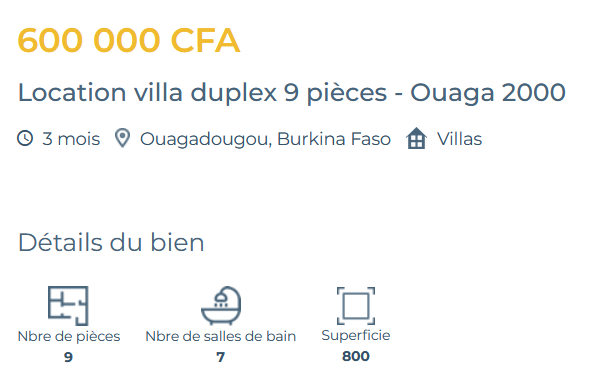 600 000 CFA
Location villa duplex 9 pièces - Ouaga 2000
3 mois Ouagadougou, Burkina Faso Villas
Détails du bien
Nbre de pièces Nbre de salles de bain Superficie
9 7 800